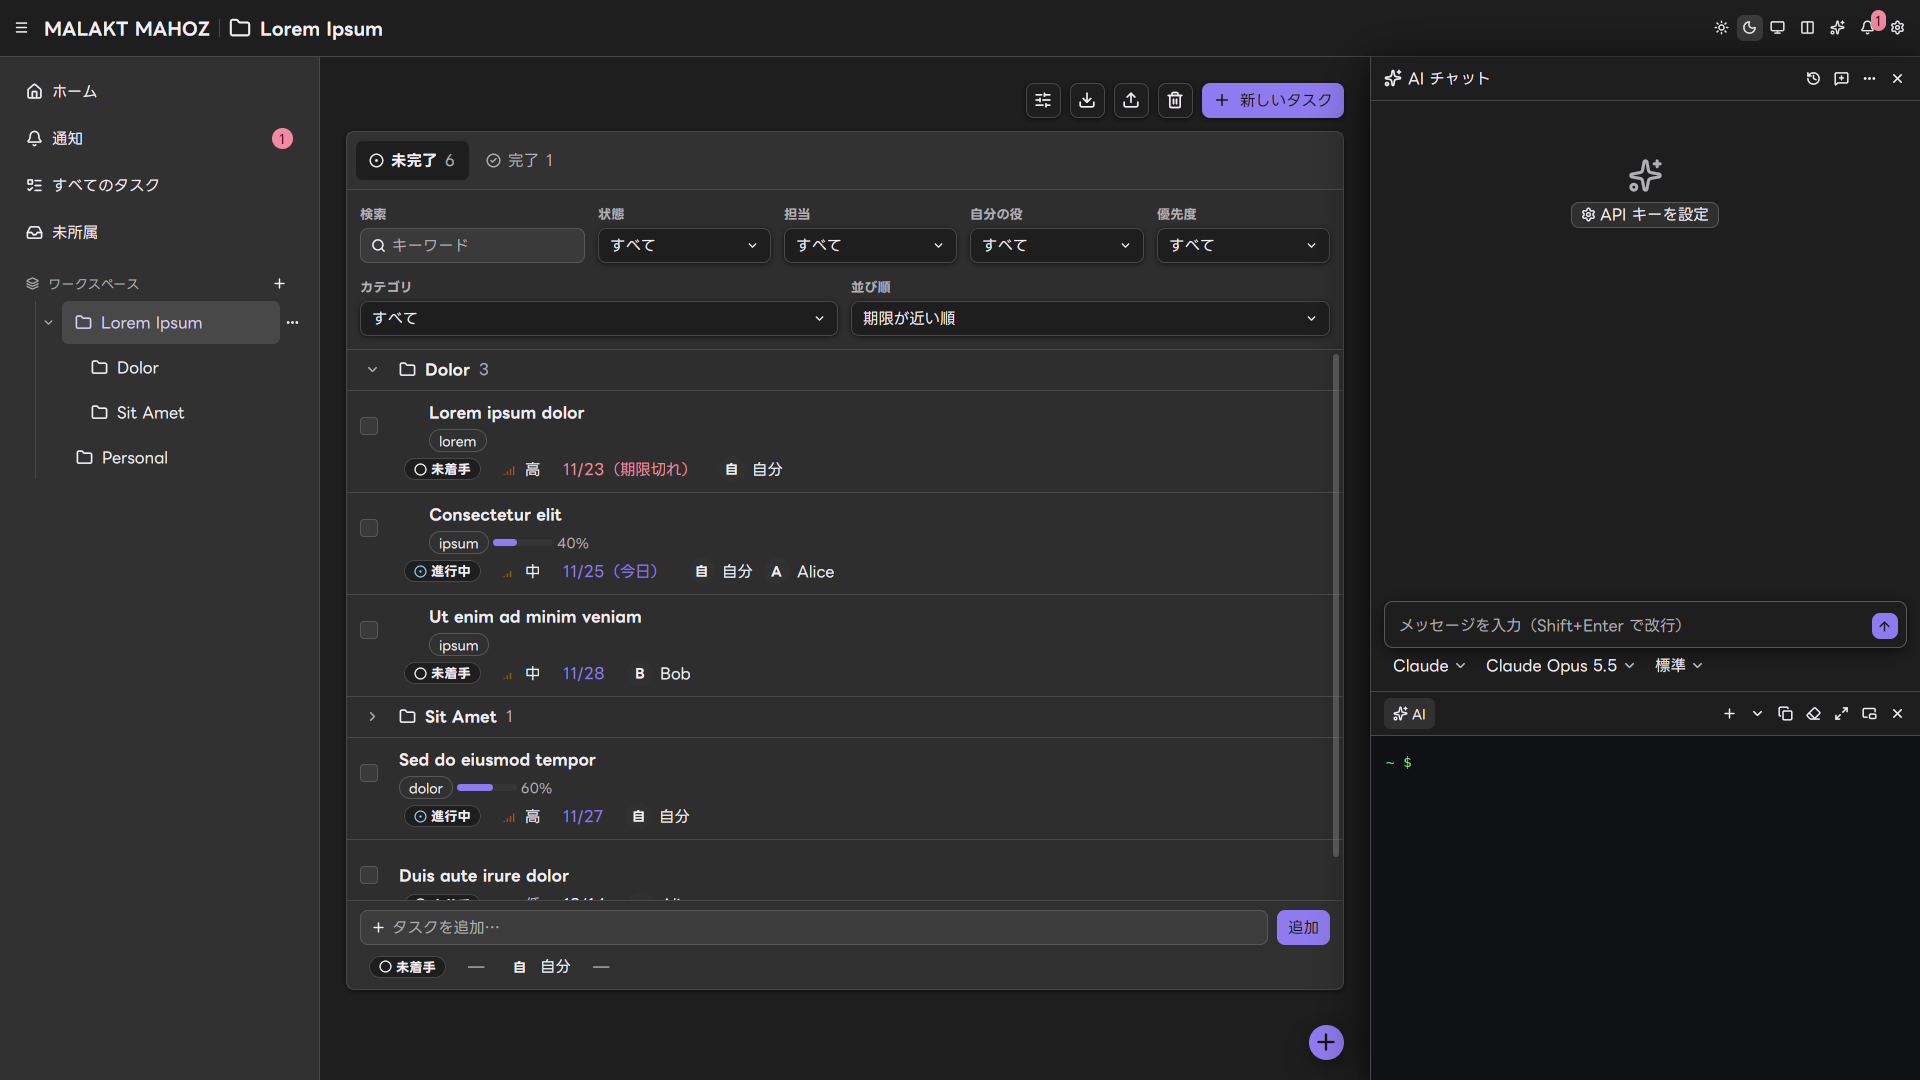 MALAKT MAHOZ
Lorem Ipsum
1
ホーム
通知
1
すべてのタスク
未所属
ワークスペース
Lorem Ipsum
Dolor
Sit Amet
Personal
新しいタスク
未完了 6
完了 1
検索
状態
担当
自分の役
優先度
キーワード
すべて
すべて
すべて
すべて
カテゴリ
並び順
すべて
期限が近い順
Dolor 3
Lorem ipsum dolor
lorem
未着手 高 11/23（期限切れ） 自 自分
Consectetur elit
ipsum 40%
進行中 中 11/25（今日） 自 自分 A Alice
Ut enim ad minim veniam
ipsum
未着手 中 11/28 B Bob
Sit Amet 1
Sed do eiusmod tempor
dolor 60%
進行中 高 11/27 自 自分
Duis aute irure dolor
タスクを追加…
追加
未着手 — 自 自分 —
AI チャット
API キーを設定
メッセージを入力（Shift+Enter で改行）
Claude
Claude Opus 5.5
標準
AI
~ $